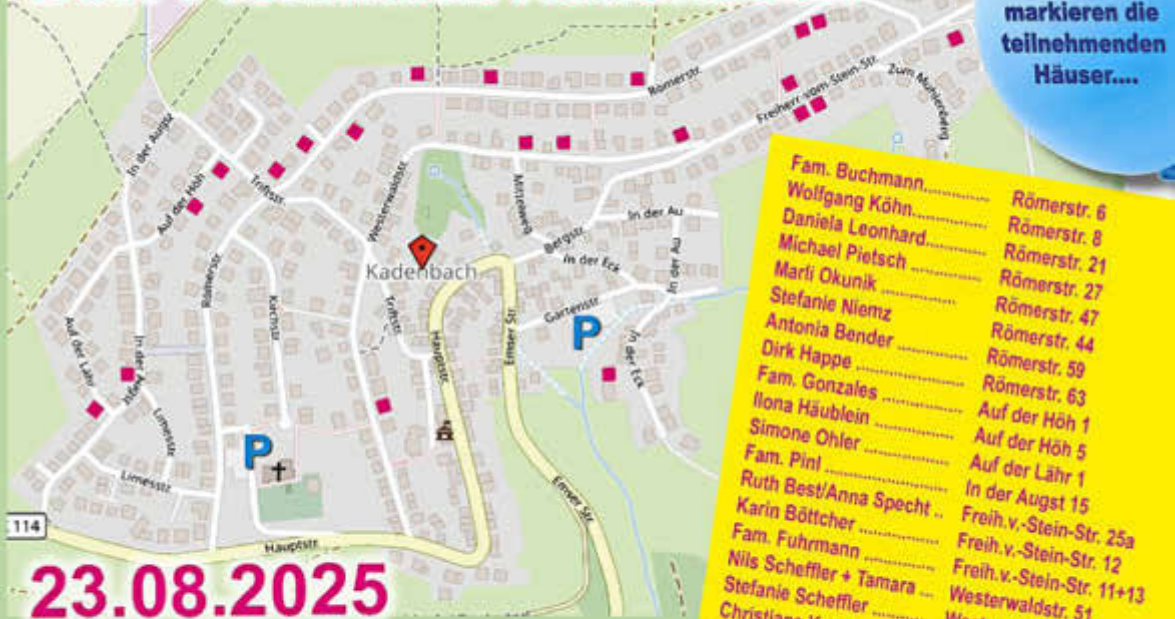 markieren die
teilnehmenden
Häuser....
Römerstr.
Freiherr-vom-Stein-Str.
Zum Mühlenberg
In der Augst
Auf der Höh
Triftstr.
Westerwaldstr.
Mittelweg
In der Au
Bergstr.
In der Eck
In der Au
Kadenbach
Gartenstr.
Römerstr.
Kirchstr.
Triftstr.
Hauptstr.
Emser Str.
P
In der Eck
Auf der Lähr
In der Augst
Limesstr.
Limesstr.
P
Emser Str.
114
Hauptstr.
23.08.2025
Fam. Buchmann............... Römerstr. 6
Wolfgang Köhn............... Römerstr. 8
Daniela Leonhard............... Römerstr. 21
Michael Pietsch ............... Römerstr. 27
Marli Okunik ............... Römerstr. 47
Stefanie Niemz Römerstr. 44
Antonia Bender ............... Römerstr. 59
Dirk Happe ............... Römerstr. 63
Fam. Gonzales ............... Auf der Höh 1
Ilona Häublein ............... Auf der Höh 5
Simone Ohler ............... Auf der Lähr 1
Fam. Pinl ............... In der Augst 15
Ruth Best/Anna Specht .. Freih.v.-Stein-Str. 25a
Karin Böttcher ............... Freih.v.-Stein-Str. 12
Fam. Fuhrmann ............... Freih.v.-Stein-Str. 11+13
Nils Scheffler + Tamara ... Westerwaldstr. 51
Stefanie Scheffler ...............